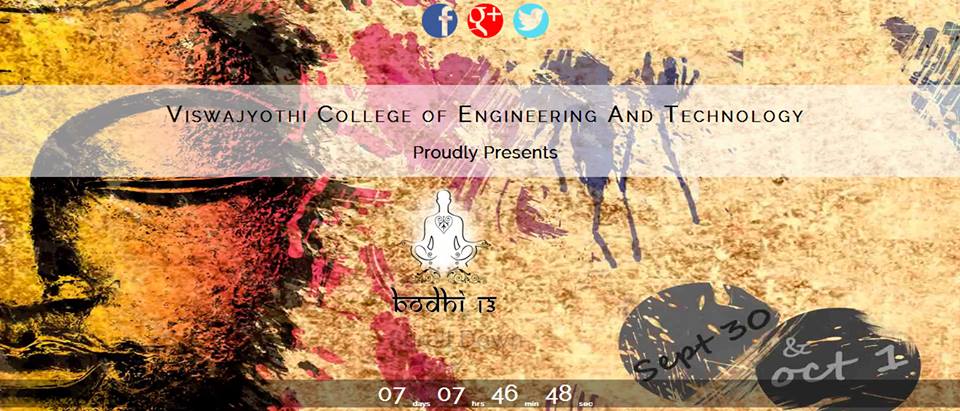 f g+
Viswajyothi College of Engineering And Technology
Proudly Presents
bodhi 13
Sept 30
&
oct 1
07 days 07 hrs 46 min 48 sec